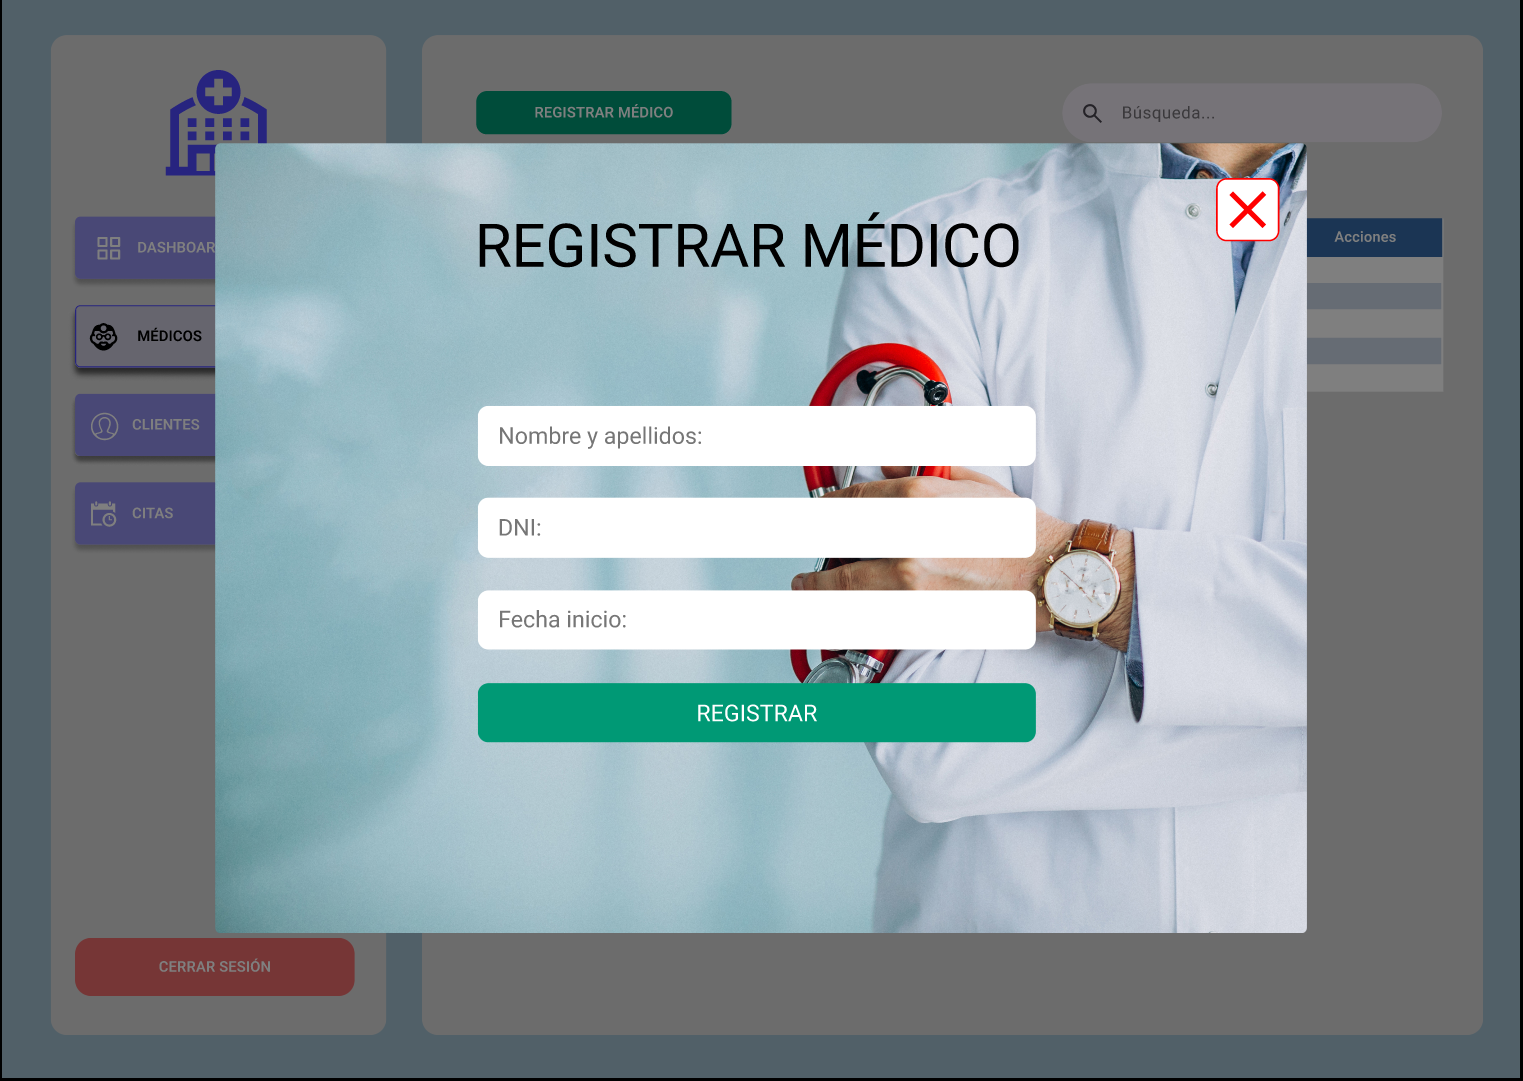 REGISTRAR MÉDICO
Búsqueda...
REGISTRAR MÉDICO
DASHBOAR
Acciones
MÉDICOS
CLIENTES
CITAS
Nombre y apellidos:
DNI:
Fecha inicio:
REGISTRAR
CERRAR SESIÓN